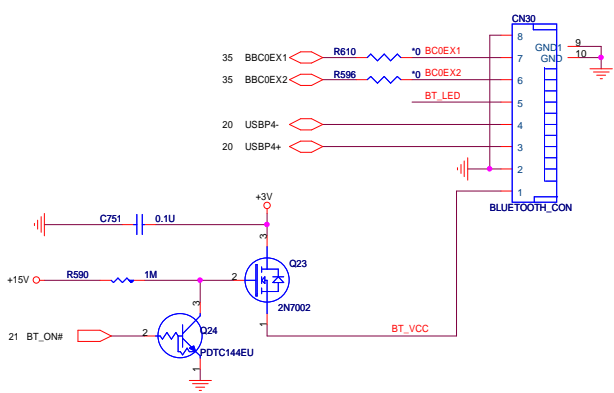 CN30
8
GND1 9
35 BBC0EX1 R610 *0 BC0EX1 7 GND 10
35 BBC0EX2 R596 *0 BC0EX2 6
BT_LED 5
20 USBP4- 4
20 USBP4+ 3
2
1
+3V
BLUETOOTH_CON
C751 0.1U
3
Q23
+15V R590 1M 2
2N7002
3
1
21 BT_ON# 2 Q24 BT_VCC
PDTC144EU
1